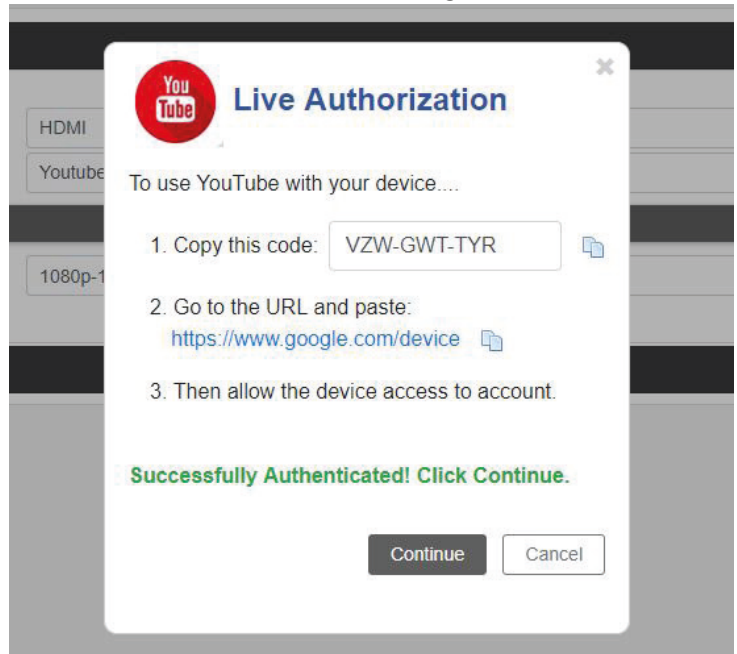 You
Tube
Live Authorization
HDMI
Youtube
To use YouTube with your device....
1. Copy this code: VZW-GWT-TYR
1080p-1
2. Go to the URL and paste:
https://www.google.com/device
3. Then allow the device access to account.
Successfully Authenticated! Click Continue.
Continue
Cancel